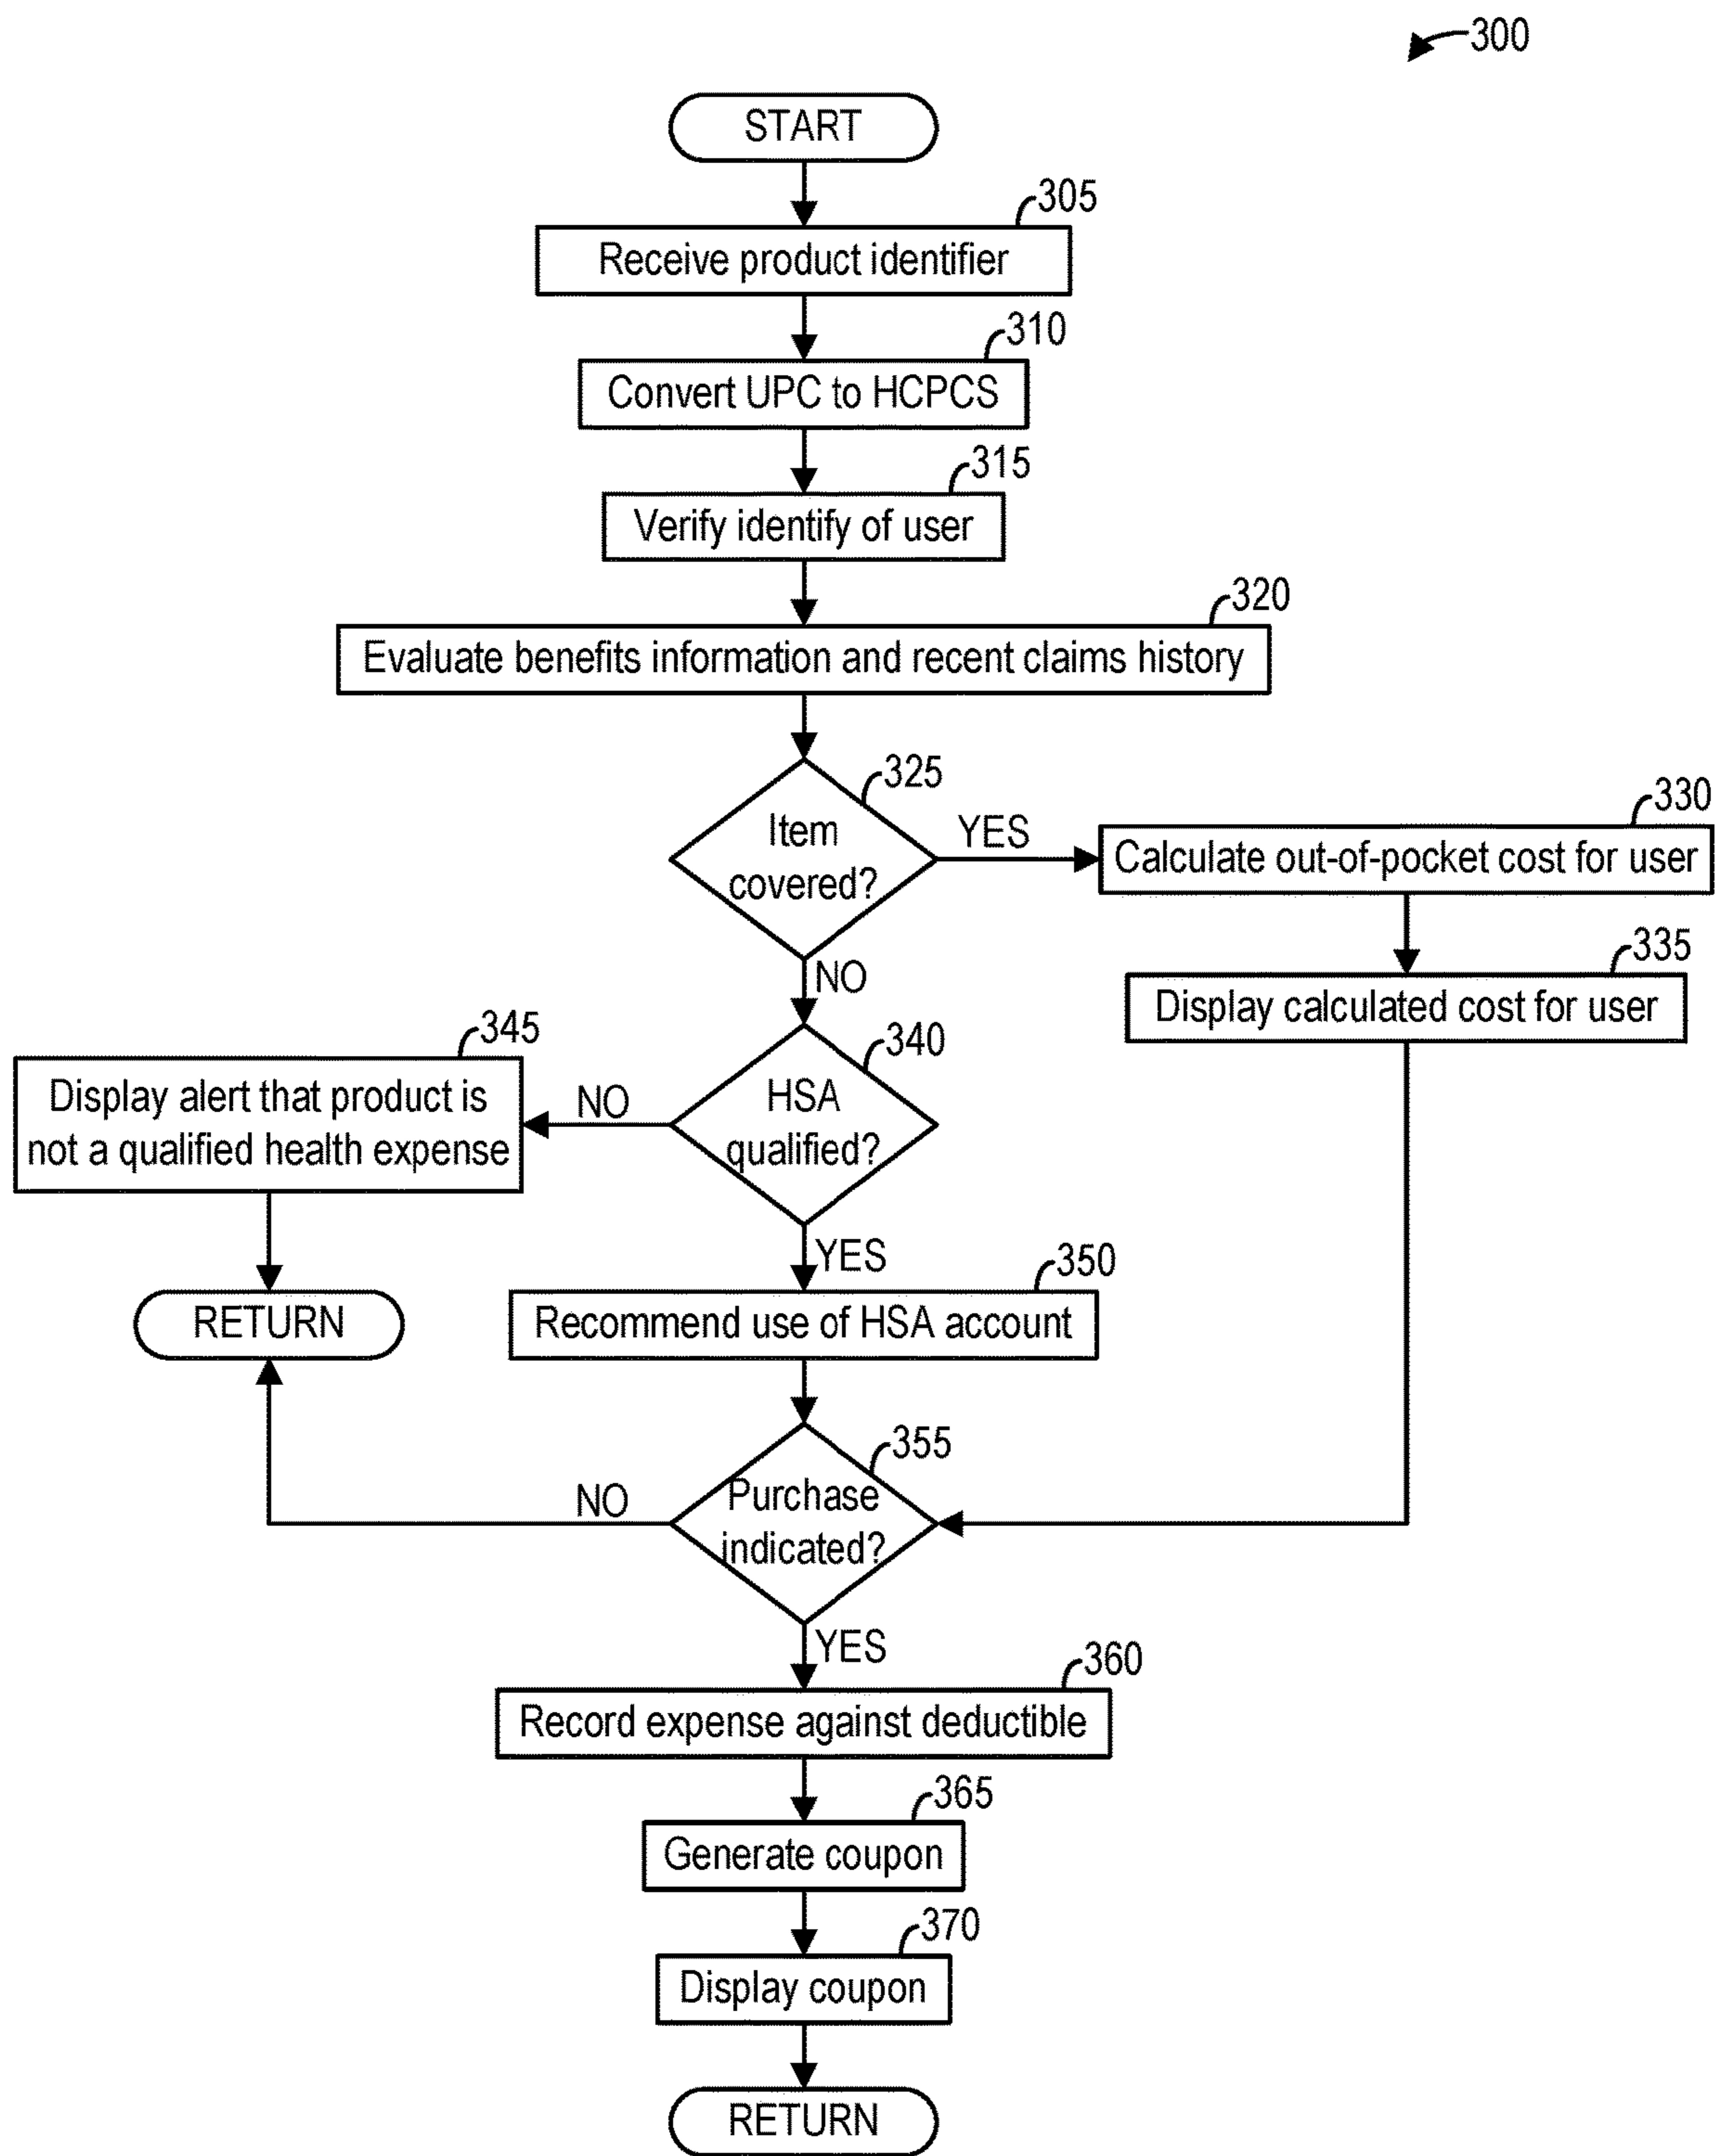 300
START
305
Receive product identifier
310
Convert UPC to HCPCS
315
Verify identify of user
320
Evaluate benefits information and recent claims history
325
Item
covered?
YES
330
Calculate out-of-pocket cost for user
335
Display calculated cost for user
NO
340
HSA
qualified?
NO
345
Display alert that product is
not a qualified health expense
RETURN
YES
350
Recommend use of HSA account
355
Purchase
indicated?
NO
YES
360
Record expense against deductible
365
Generate coupon
370
Display coupon
RETURN